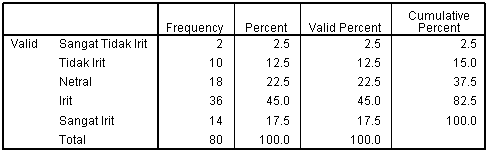 Frequency Percent Valid Percent Cumulative Percent
Valid Sangat Tidak Irit 2 2.5 2.5 2.5
Tidak Irit 10 12.5 12.5 15.0
Netral 18 22.5 22.5 37.5
Irit 36 45.0 45.0 82.5
Sangat Irit 14 17.5 17.5 100.0
Total 80 100.0 100.0